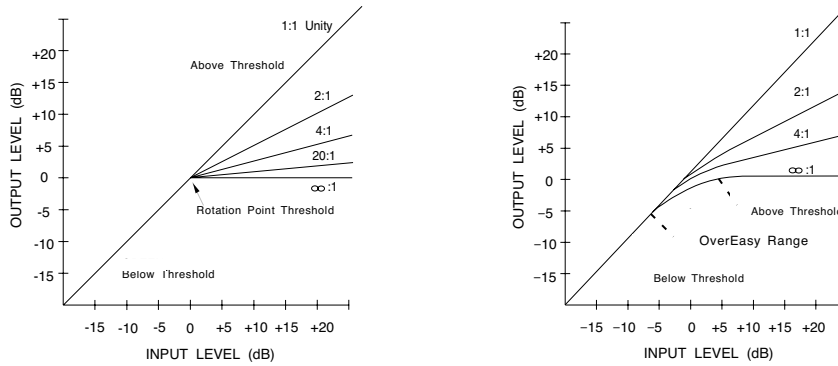 1:1 Unity
+20
Above Threshold
+15
2:1
+10
4:1
+5
20:1
0
∞:1
Rotation Point Threshold
-5
-10
Below Threshold
-15
OUTPUT LEVEL (dB)
-15 -10 -5 0 +5 +10 +15 +20
INPUT LEVEL (dB)
1:1
+20
+15
2:1
+10
4:1
+5
∞:1
0
−5
Above Threshold
OverEasy Range
−10
Below Threshold
−15
OUTPUT LEVEL (dB)
−15 −10 −5 0 +5 +10 +15 +20
INPUT LEVEL (dB)